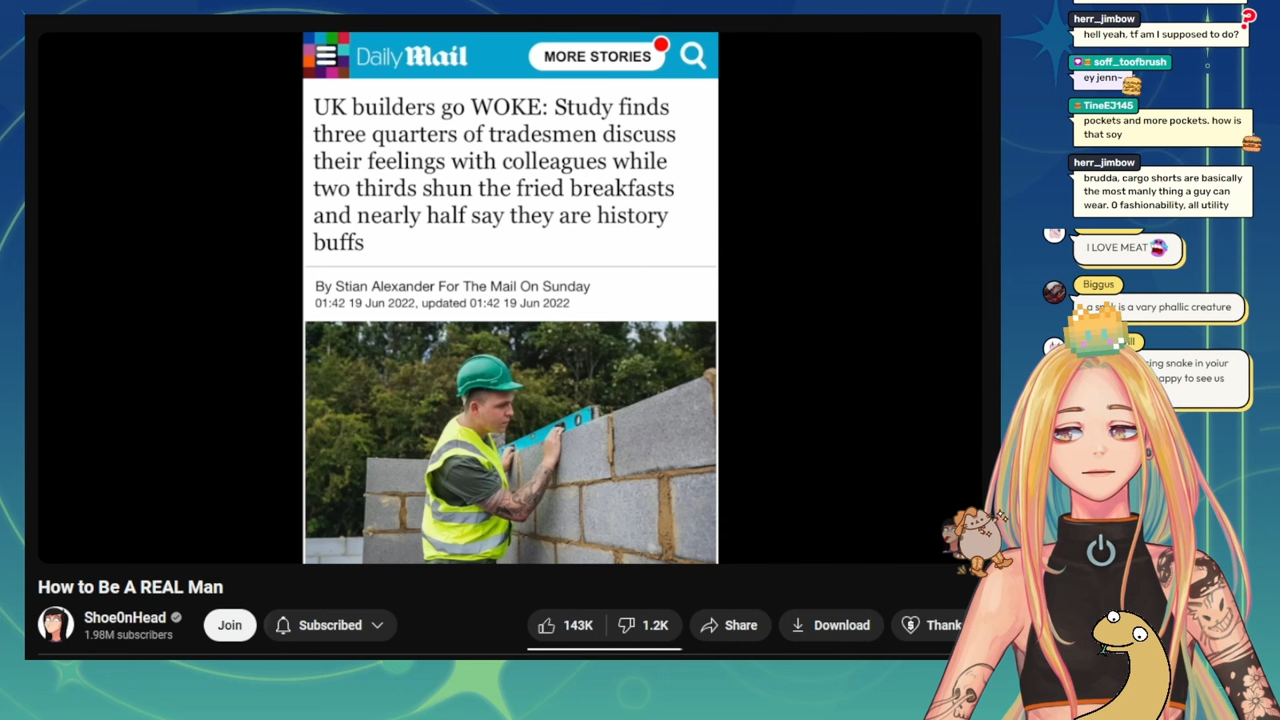 Daily Mail
MORE STORIES
UK builders go WOKE: Study finds
three quarters of tradesmen discuss
their feelings with colleagues while
two thirds shun the fried breakfasts
and nearly half say they are history
buffs
By Stian Alexander For The Mail On Sunday
01:42 19 Jun 2022, updated 01:42 19 Jun 2022
How to Be A REAL Man
Shoe0nHead
1.98M subscribers
Join
Subscribed
143K
1.2K
Share
Download
Thank
herr_jimbow
hell yeah, tf am I supposed to do?
soff_toofbrush
ey jenn~
TineEJ145
pockets and more pockets. how is
that soy
herr_jimbow
brudda, cargo shorts are basically
the most manly thing a guy can
wear. 0 fashionability, all utility
I LOVE MEAT
Biggus
is a vary phallic creature
snake in yoiur
happy to see us